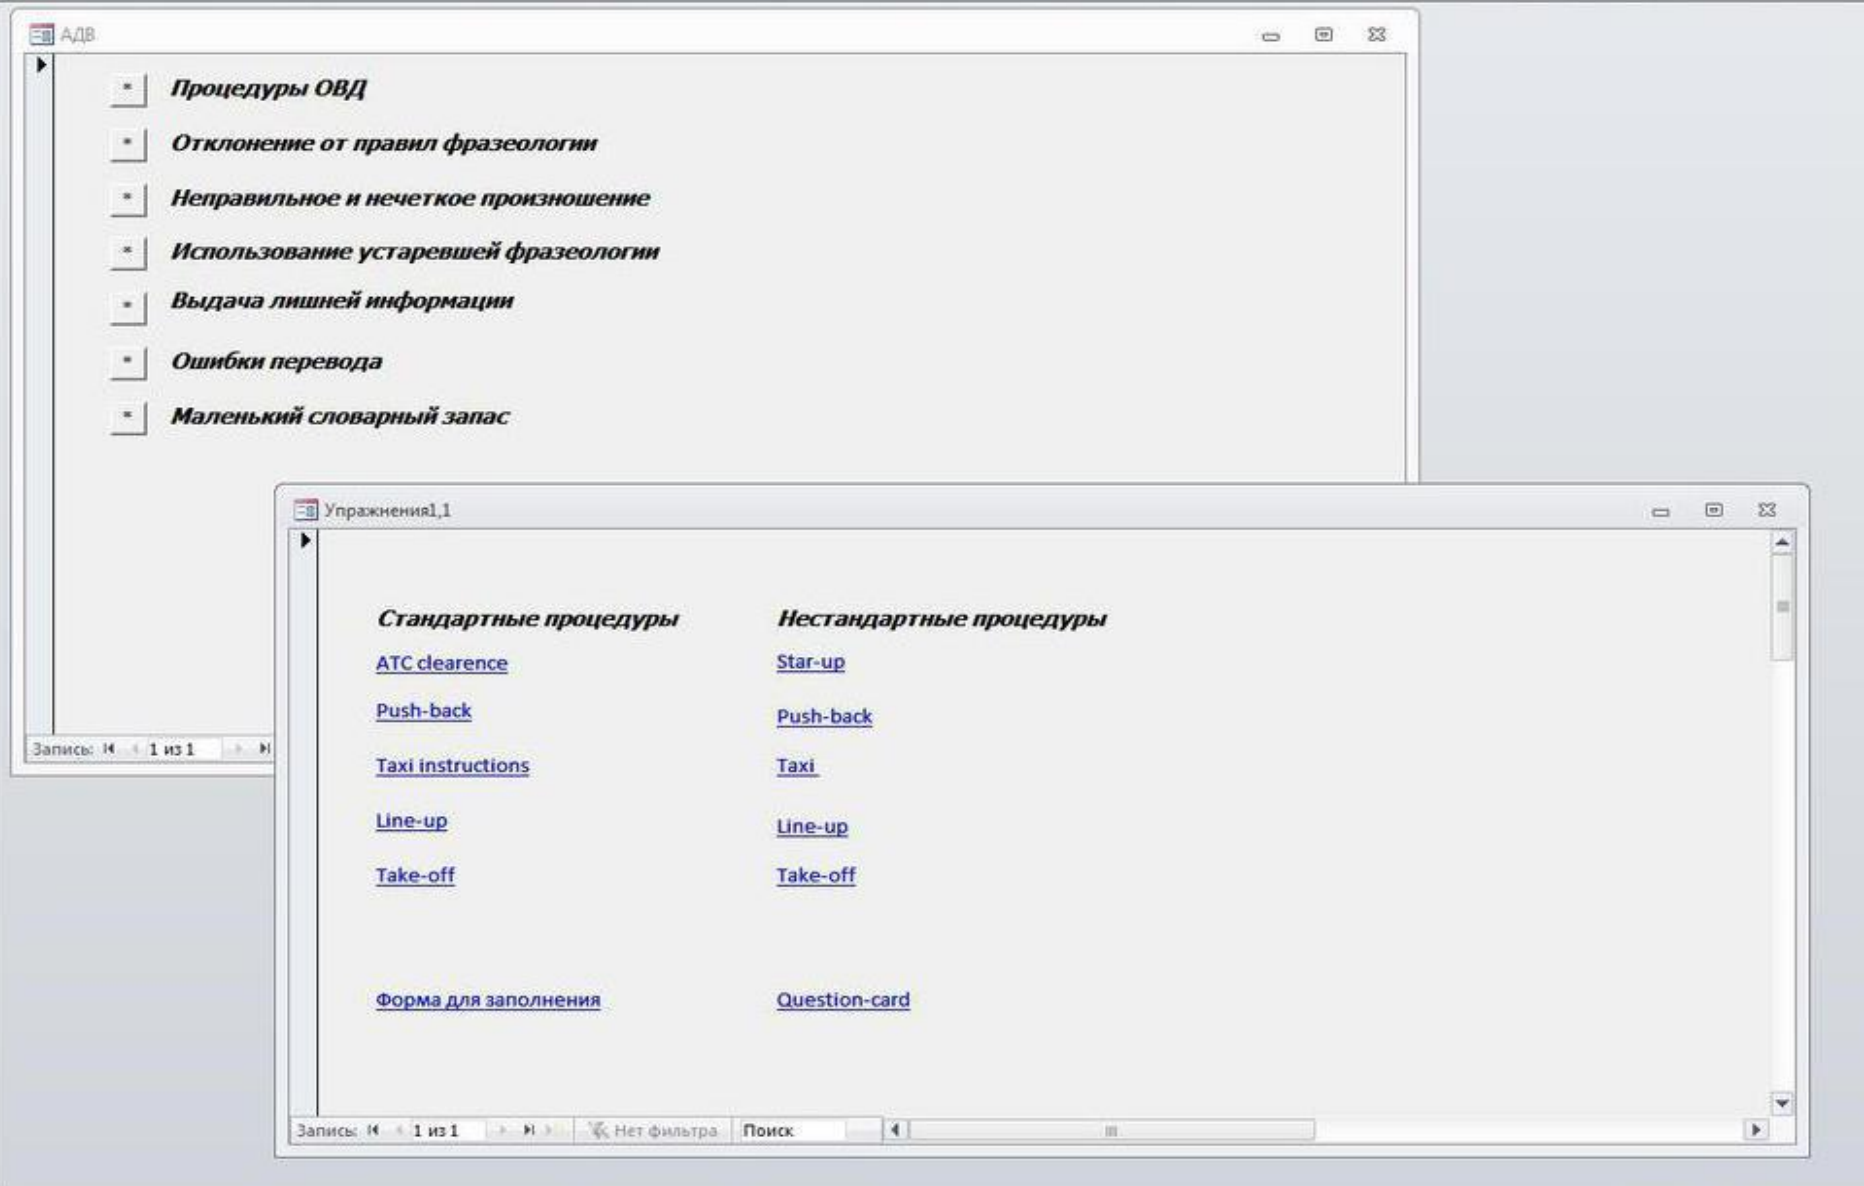 АДВ
Процедуры ОВД
Отклонение от правил фразеологии
Неправильное и нечеткое произношение
Использование устаревшей фразеологии
Выдача лишней информации
Ошибки перевода
Маленький словарный запас
Запись: 1 из 1
Упражнения1,1
Стандартные процедуры Нестандартные процедуры
ATC clearence Star-up
Push-back Push-back
Taxi instructions Taxi
Line-up Line-up
Take-off Take-off
Форма для заполнения Question-card
Запись: 1 из 1 Нет фильтра Поиск